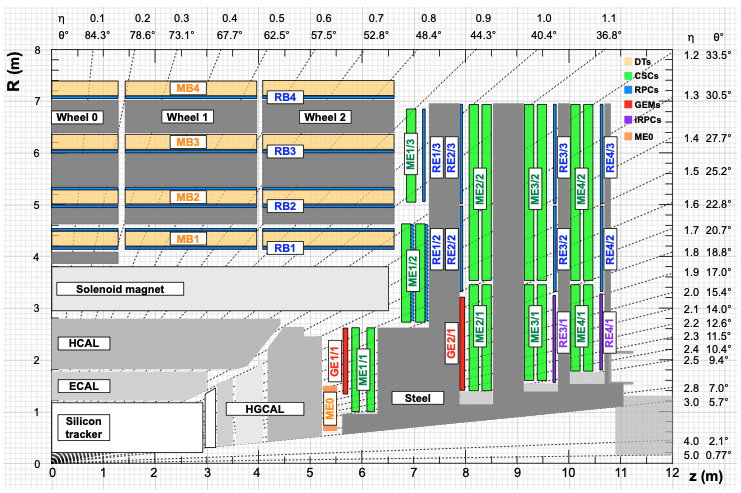 η 0.1 0.2 0.3 0.4 0.5 0.6 0.7 0.8 0.9 1.0 1.1 η θ°
θ° 84.3° 78.6° 73.1° 67.7° 62.5° 57.5° 52.8° 48.4° 44.3° 40.4° 36.8°
R (m)
8
7
6
5
4
3
2
1
0
1.2 33.5°
1.3 30.5°
1.4 27.7°
1.5 25.2°
1.6 22.8°
1.7 20.7°
1.8 18.8°
1.9 17.0°
2.0 15.4°
2.1 14.0°
2.2 12.6°
2.3 11.5°
2.4 10.4°
2.5 9.4°
2.8 7.0°
3.0 5.7°
4.0 2.1°
5.0 0.77°
DTs
CSCs
RPCs
GEMs
iRPCs
ME0
MB4
RB4
Wheel 0
Wheel 1
Wheel 2
MB3
RB3
MB2
RB2
MB1
RB1
Solenoid magnet
HCAL
ECAL
Silicon
tracker
HGCAL
Steel
ME0
GE1/1
ME1/1
ME1/2
ME1/3
RE1/3
RE2/3
RE1/2
RE2/2
GE2/1
ME2/1
ME2/2
ME3/2
ME3/1
RE3/3
RE3/2
RE3/1
ME4/2
ME4/1
RE4/3
RE4/2
RE4/1
0 1 2 3 4 5 6 7 8 9 10 11 12
z (m)